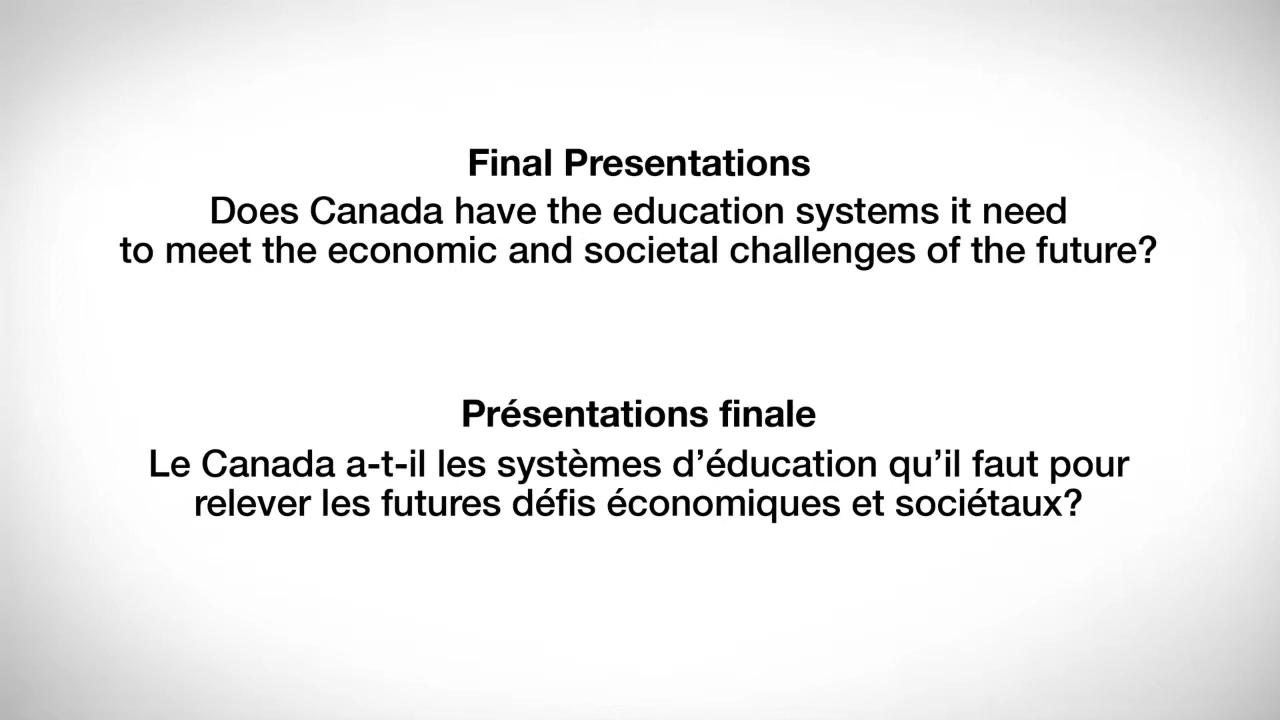 Final Presentations
Does Canada have the education systems it need
to meet the economic and societal challenges of the future?
Présentations finale
Le Canada a-t-il les systèmes d’éducation qu’il faut pour
relever les futures défis économiques et sociétaux?